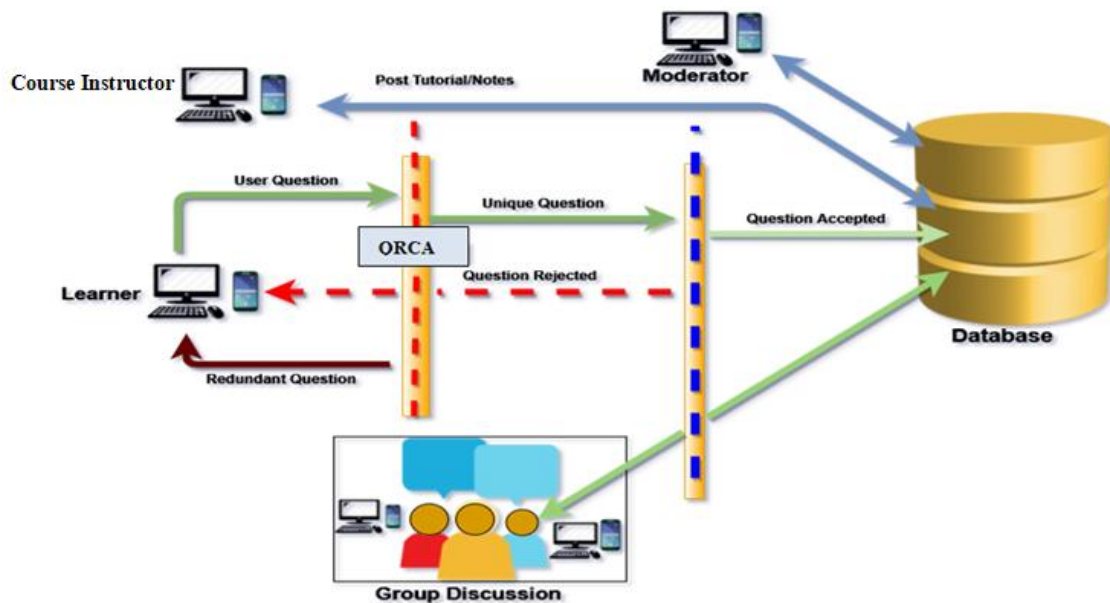 Moderator
Course Instructor
Post Tutorial/Notes
User Question
Unique Question
Question Accepted
QRCA
Question Rejected
Learner
Database
Redundant Question
Group Discussion